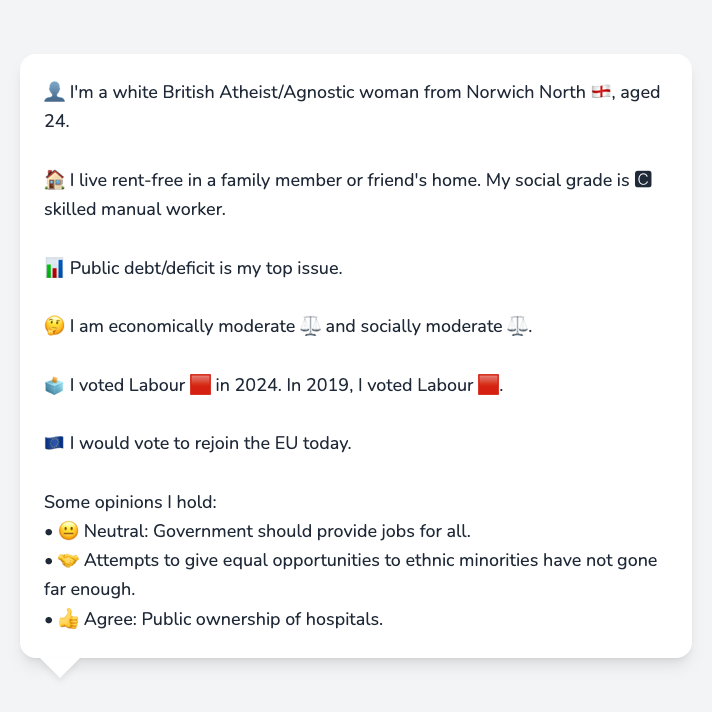 👤 I'm a white British Atheist/Agnostic woman from Norwich North 🏴󠁧󠁢󠁥󠁮󠁧󠁿, aged
24.
🏠 I live rent-free in a family member or friend's home. My social grade is 🅲
skilled manual worker.
📊 Public debt/deficit is my top issue.
🤔 I am economically moderate ⚖️ and socially moderate ⚖️.
🗳️ I voted Labour 🟥 in 2024. In 2019, I voted Labour 🟥.
🇪🇺 I would vote to rejoin the EU today.
Some opinions I hold:
• 😐 Neutral: Government should provide jobs for all.
• 🤝 Attempts to give equal opportunities to ethnic minorities have not gone
far enough.
• 👍 Agree: Public ownership of hospitals.